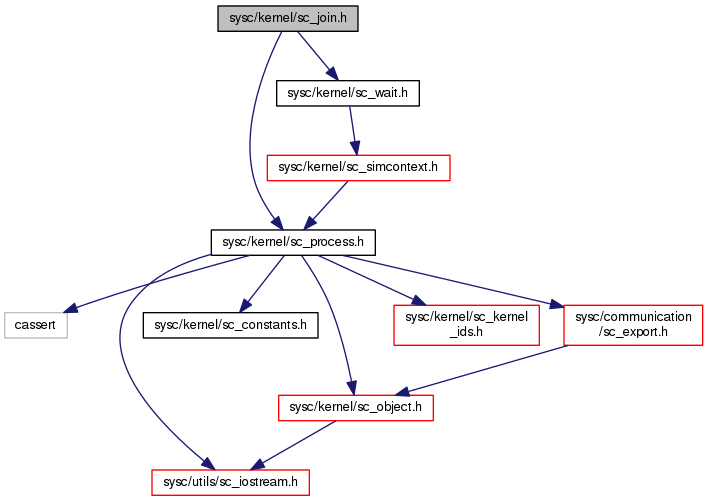 sysc/kernel/sc_join.h
sysc/kernel/sc_wait.h
sysc/kernel/sc_simcontext.h
sysc/kernel/sc_process.h
cassert
sysc/kernel/sc_constants.h
sysc/kernel/sc_kernel
_ids.h
sysc/communication
/sc_export.h
sysc/kernel/sc_object.h
sysc/utils/sc_iostream.h